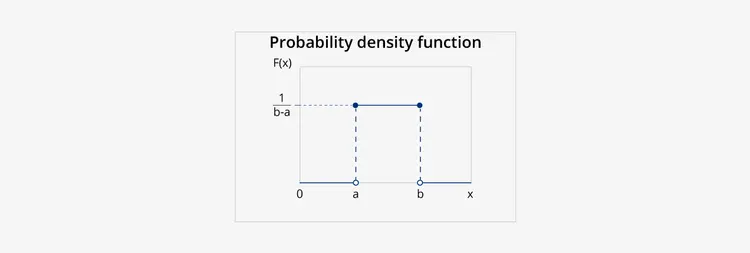 Probability density function
F(x)
1
b-a
0 a b x